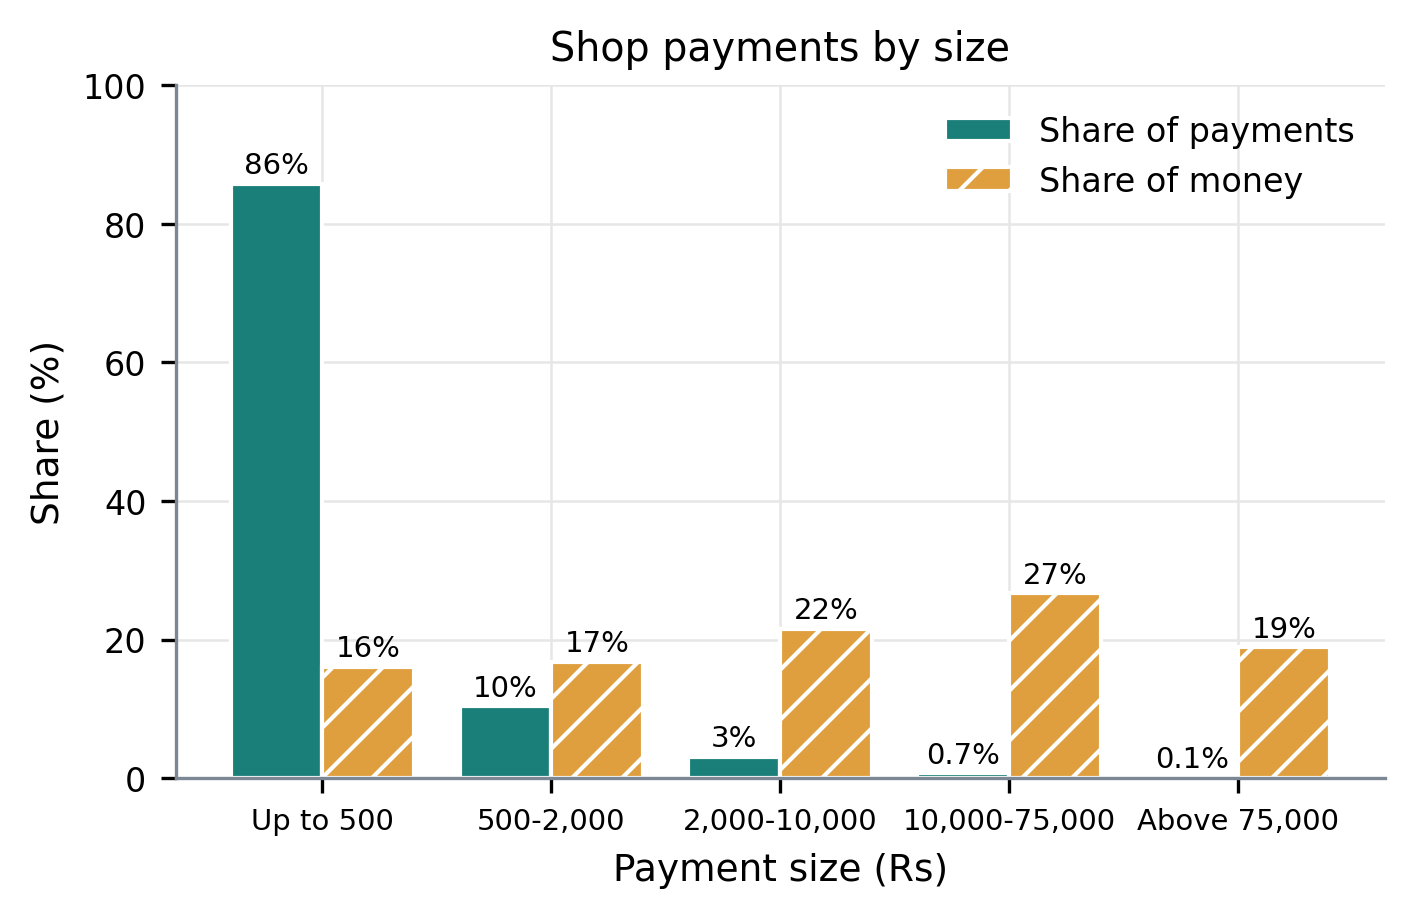 Shop payments by size
Share of payments
Share of money
100
80
60
40
20
0
Share (%)
86%
16%
10%
17%
3%
22%
0.7%
27%
0.1%
19%
Up to 500
500-2,000
2,000-10,000
10,000-75,000
Above 75,000
Payment size (Rs)